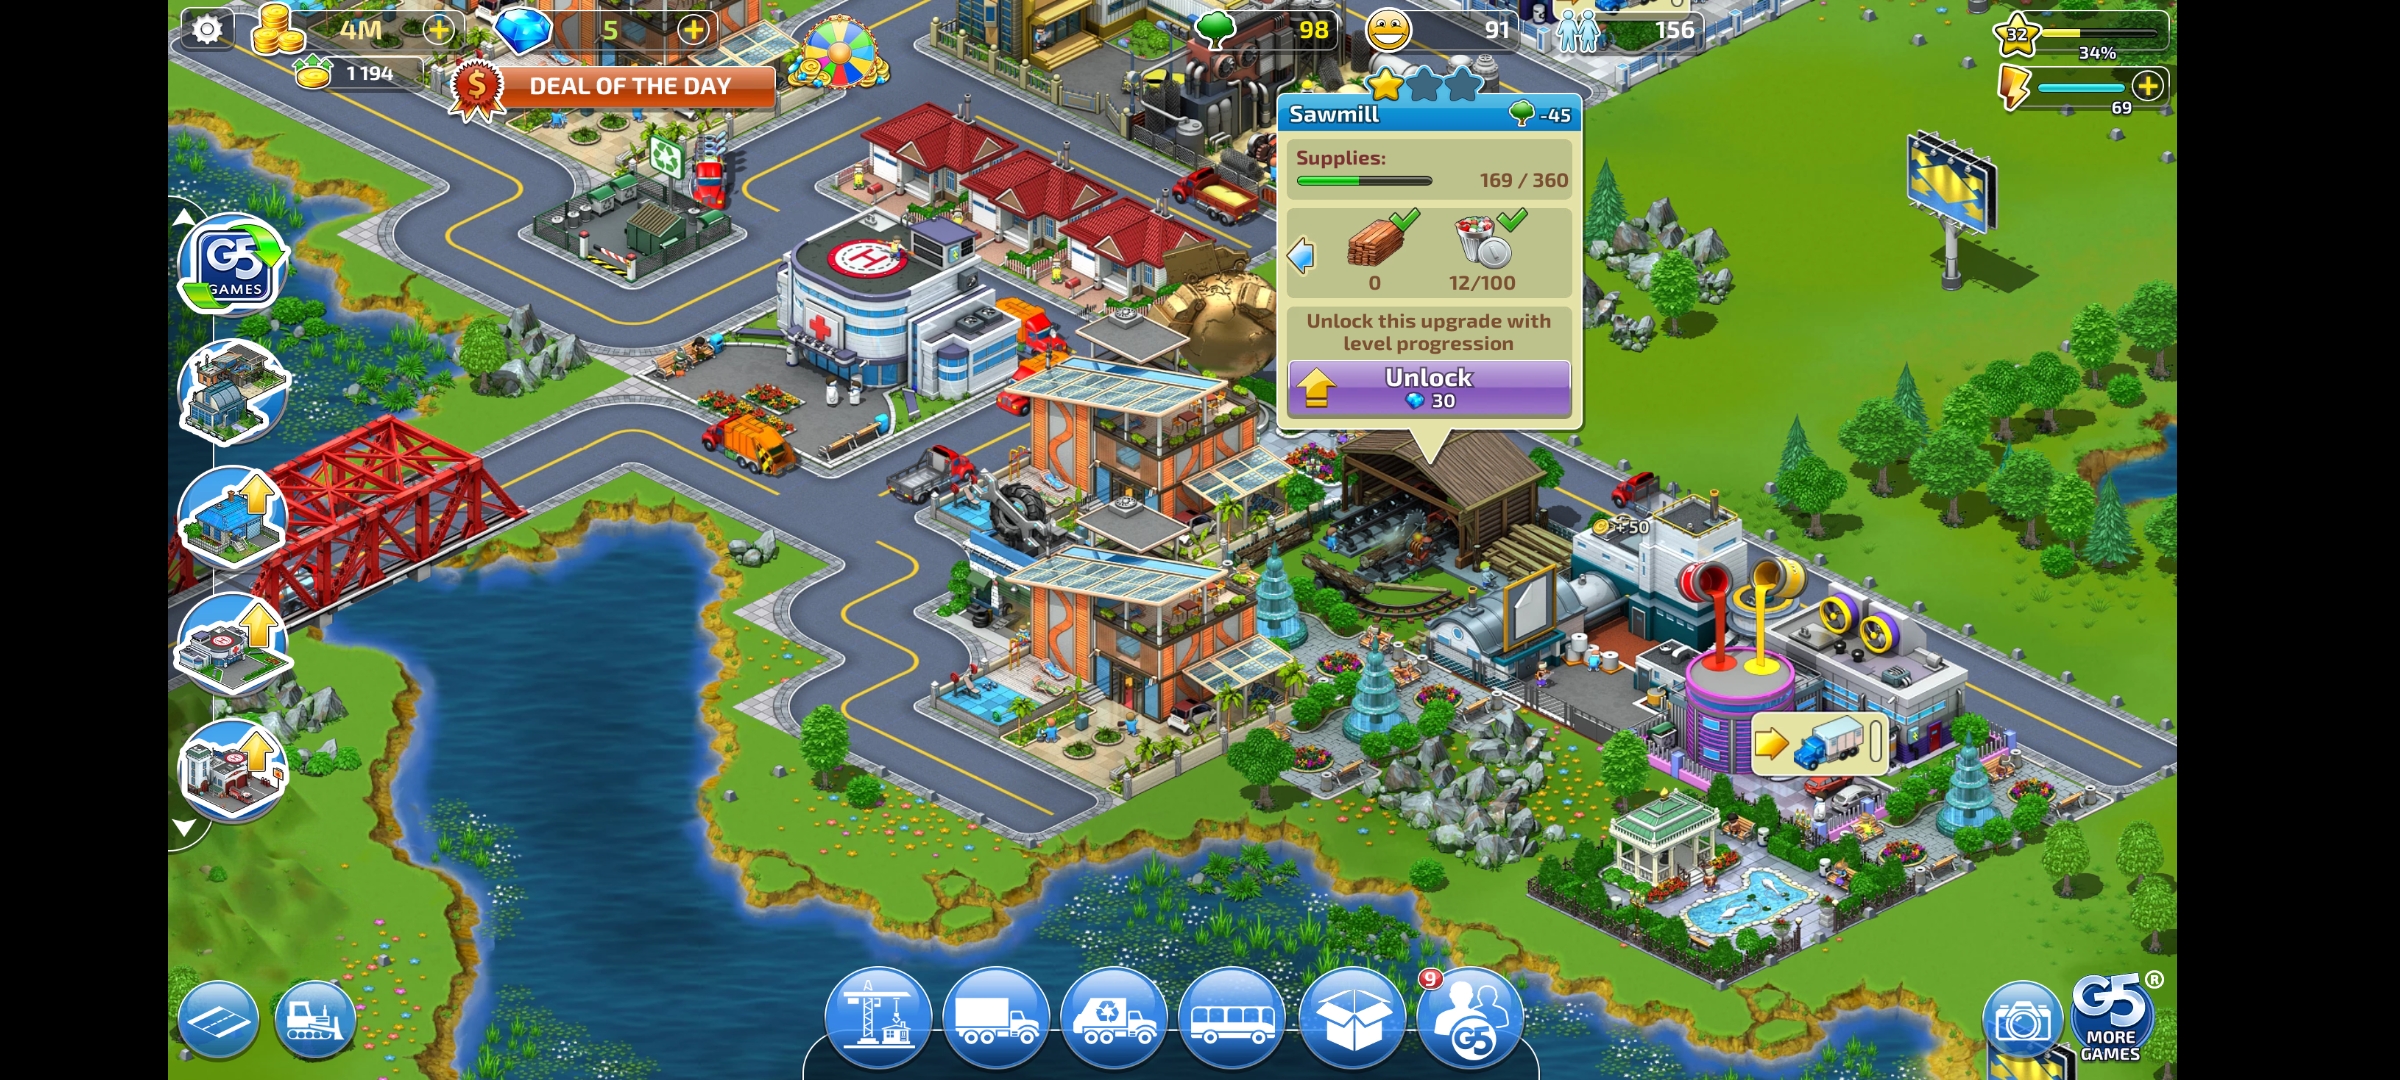 4M
5
98
91
156
32
34%
1 194
DEAL OF THE DAY
69
Sawmill
-45
Supplies:
169 / 360
0
12/100
Unlock this upgrade with
level progression
Unlock
30
G5
GAMES
+50
H
9
G5
G5®
MORE
GAMES